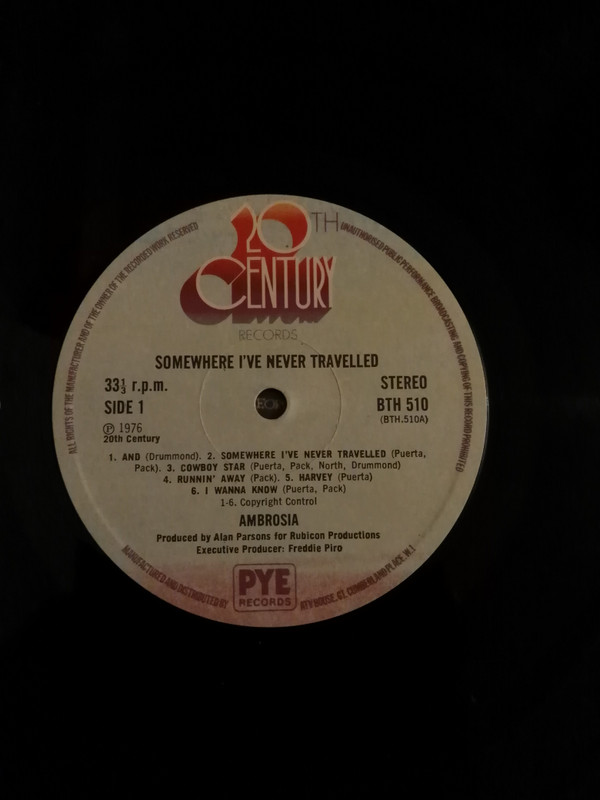 20TH
CENTURY
RECORDS
SOMEWHERE I'VE NEVER TRAVELLED
33⅓ r.p.m.
SIDE 1
℗ 1976
20th Century
STEREO
BTH 510
(BTH.510A)
1. AND (Drummond). 2. SOMEWHERE I'VE NEVER TRAVELLED (Puerta,
Pack). 3. COWBOY STAR (Puerta, Pack, North, Drummond)
4. RUNNIN' AWAY (Pack). 5. HARVEY (Puerta)
6. I WANNA KNOW (Puerta, Pack)
1-6. Copyright Control
AMBROSIA
Produced by Alan Parsons for Rubicon Productions
Executive Producer: Freddie Piro
ALL RIGHTS OF THE MANUFACTURER AND OF THE OWNER OF THE RECORDED WORK RESERVED
UNAUTHORISED PUBLIC PERFORMANCE BROADCASTING AND COPYING OF THIS RECORD PROHIBITED
MANUFACTURED AND DISTRIBUTED BY
PYE
RECORDS
ATV HOUSE, GT. CUMBERLAND PLACE, W.1